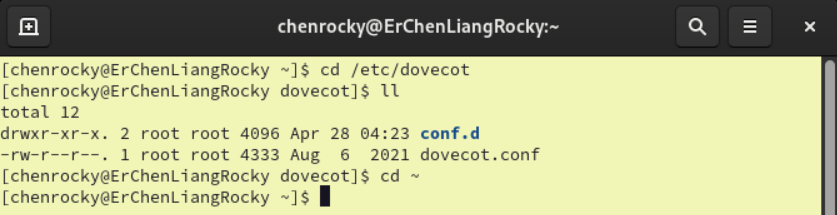 chenrocky@ErChenLiangRocky:~
[chenrocky@ErChenLiangRocky ~]$ cd /etc/dovecot
[chenrocky@ErChenLiangRocky dovecot]$ ll
total 12
drwxr-xr-x. 2 root root 4096 Apr 28 04:23 conf.d
-rw-r--r--. 1 root root 4333 Aug  6  2021 dovecot.conf
[chenrocky@ErChenLiangRocky dovecot]$ cd ~
[chenrocky@ErChenLiangRocky ~]$